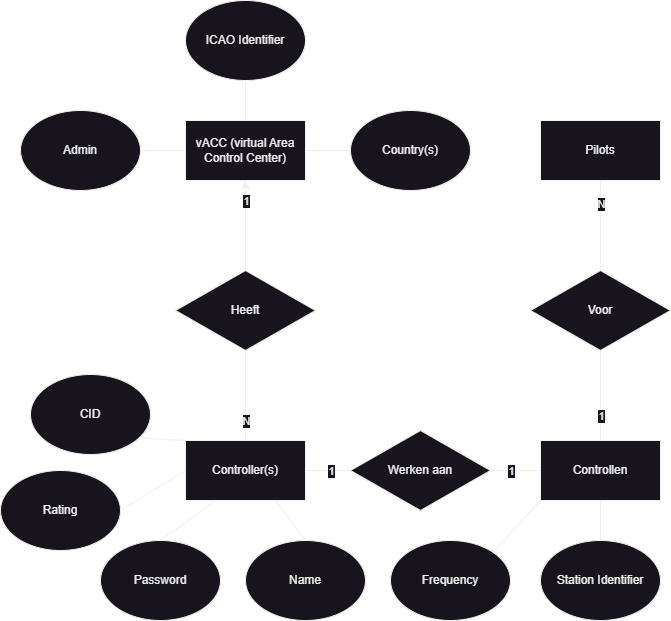 ICAO Identifier
Admin
vACC (virtual Area
Control Center)
Country(s)
Pilots
1
N
Heeft
Voor
CID
N
1
Controller(s)
1
Werken aan
1
Controllen
Rating
Password
Name
Frequency
Station Identifier